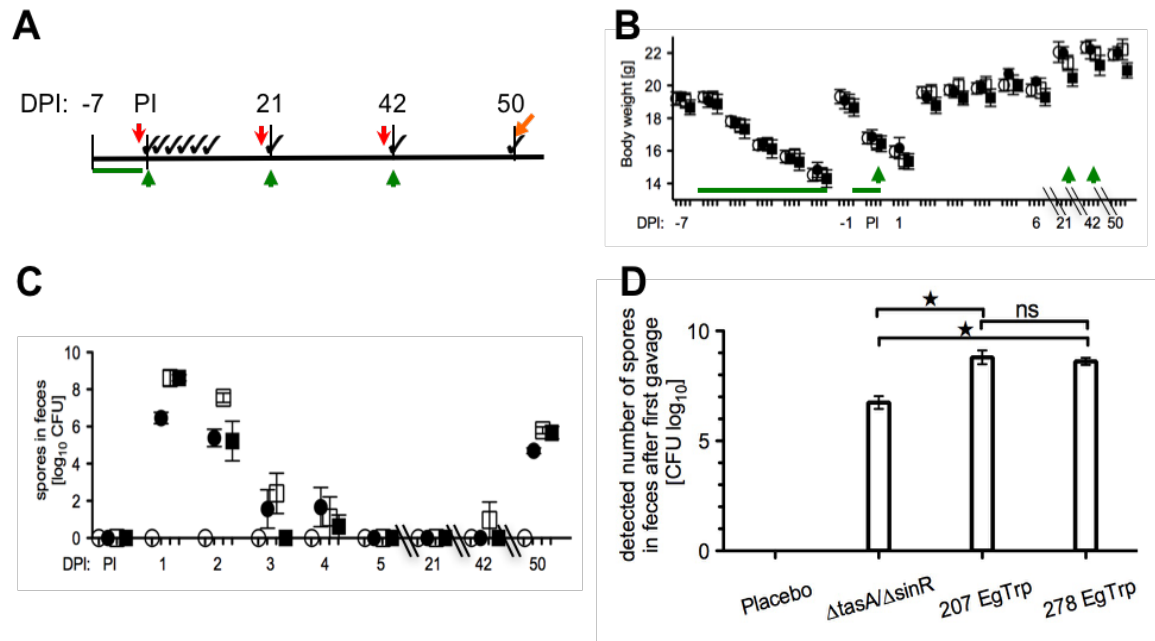 A
DPI: -7 PI 21 42 50
B
Body weight [g]
22
20
18
16
14
DPI: -7 -1 PI 1 6 21 42 50
C
spores in feces
[log10 CFU]
10
8
6
4
2
0
DPI: PI 1 2 3 4 5 21 42 50
D
detected number of spores
in feces after first gavage
[CFU log10]
★ ns
★
10
5
0
Placebo ΔtasA/ΔsinR 207 EgTrp 278 EgTrp